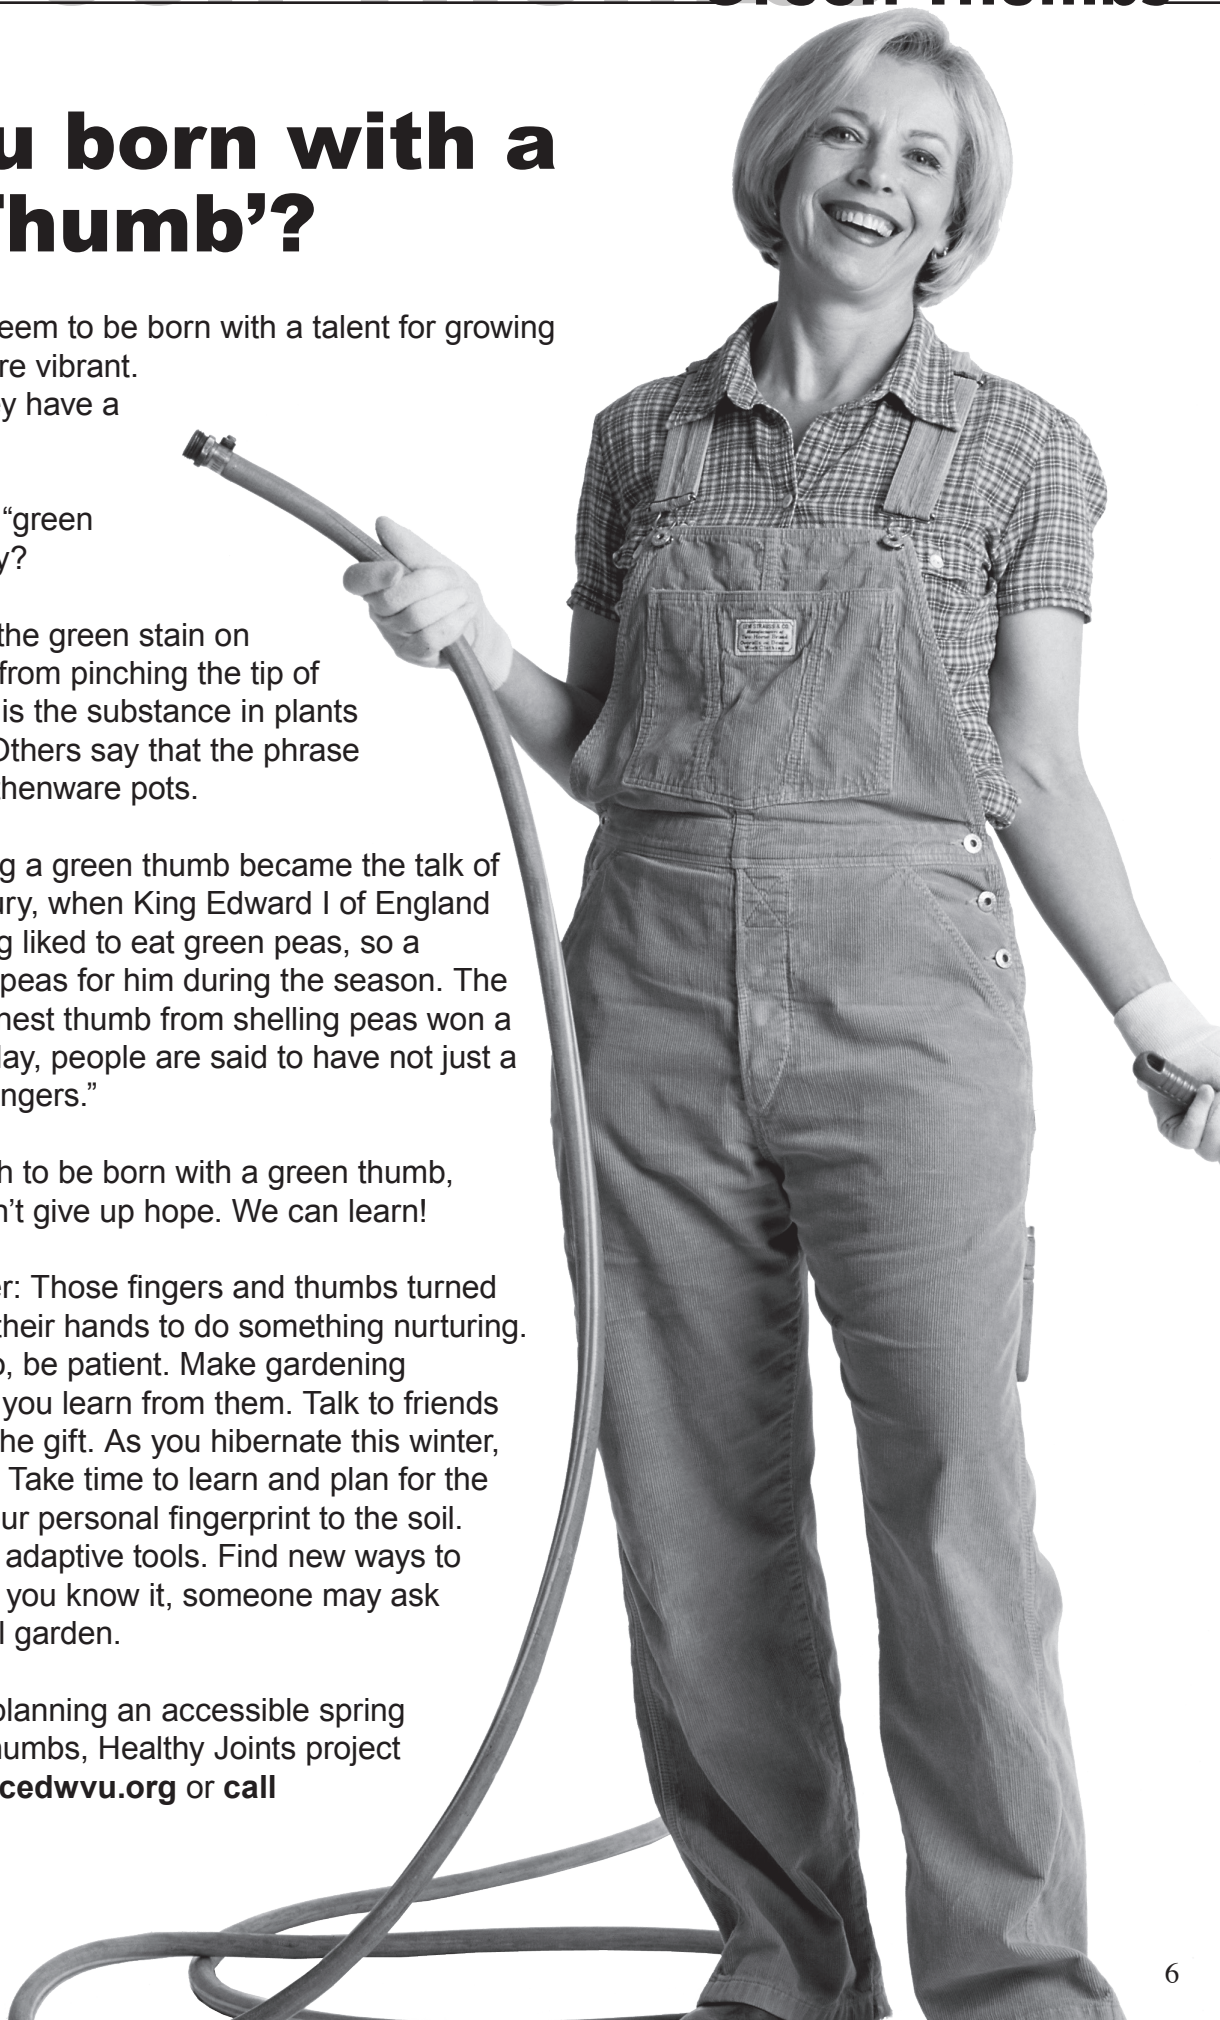 Green Thumbs
u born with a
Thumb’?
eem to be born with a talent for growing
re vibrant.
y have a
“green
y?
the green stain on
from pinching the tip of
is the substance in plants
Others say that the phrase
henware pots.
g a green thumb became the talk of
ury, when King Edward I of England
g liked to eat green peas, so a
peas for him during the season. The
nest thumb from shelling peas won a
lay, people are said to have not just a
ngers.”
h to be born with a green thumb,
n’t give up hope. We can learn!
er: Those fingers and thumbs turned
their hands to do something nurturing.
o, be patient. Make gardening
you learn from them. Talk to friends
he gift. As you hibernate this winter,
Take time to learn and plan for the
ur personal fingerprint to the soil.
adaptive tools. Find new ways to
you know it, someone may ask
l garden.
planning an accessible spring
humbs, Healthy Joints project
cedwvu.org or call
6